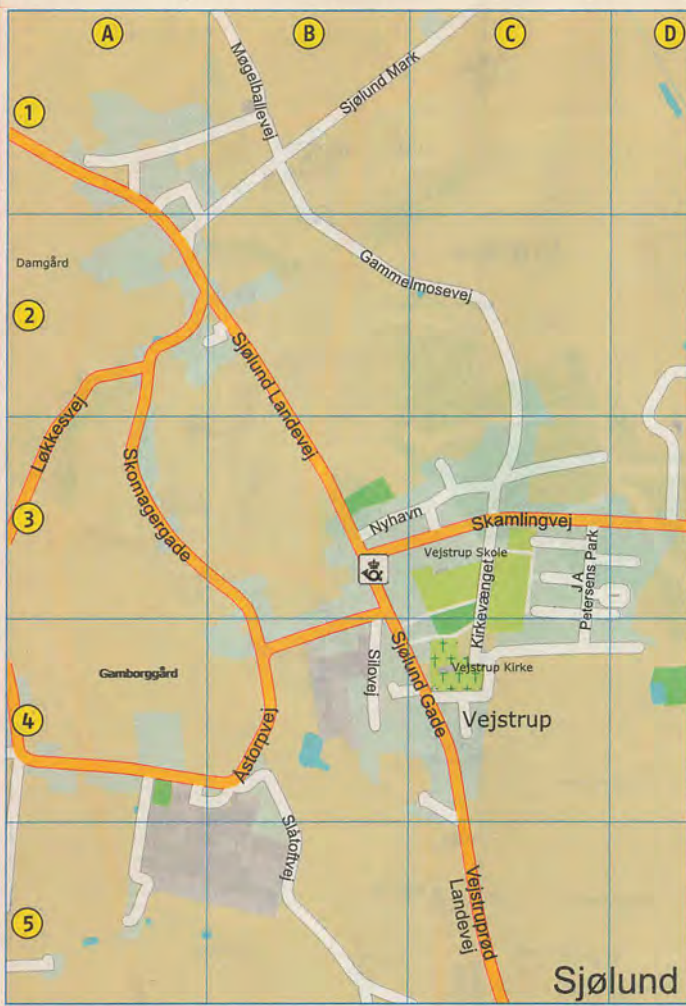 A
B
C
D
1
Møgelballevej
Sjølund Mark
Damgård
2
Gammelmosevej
Sjølund Landevej
Løkkesvej
Skomagergade
3
Nyhavn
Skamlingvej
Vejstrup Skole
Kirkevænget
J A
Petersens Park
Gamborggård
Silovej
Sjølund Gade
Vejstrup Kirke
4
Vejstrup
Åstorpvej
Slåtoftvej
5
Vejstruprød
Landevej
Sjølund